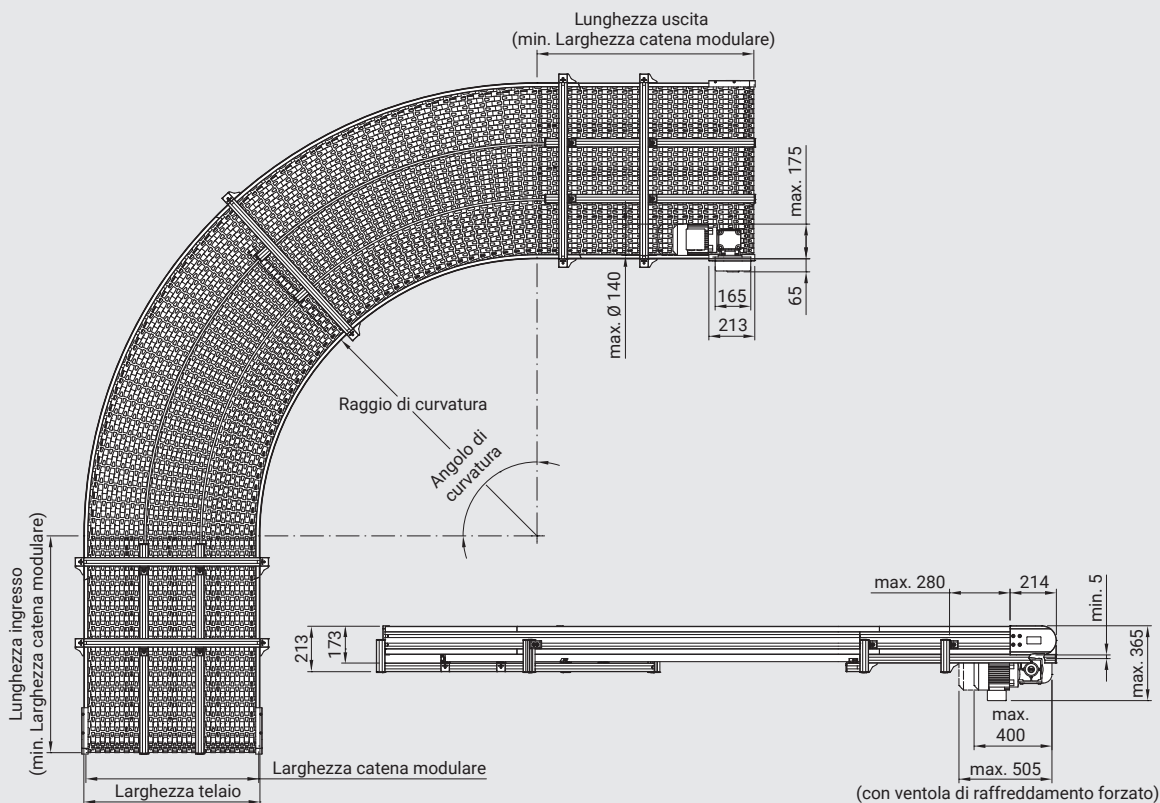 Lunghezza uscita
(min. Larghezza catena modulare)
max. 175
65
max. Ø 140
165
213
Raggio di curvatura
Angolo di
curvatura
Lunghezza ingresso
(min. Larghezza catena modulare)
Larghezza catena modulare
Larghezza telaio
213
173
max. 280
214
min. 5
max. 365
max.
400
max. 505
(con ventola di raffreddamento forzato)